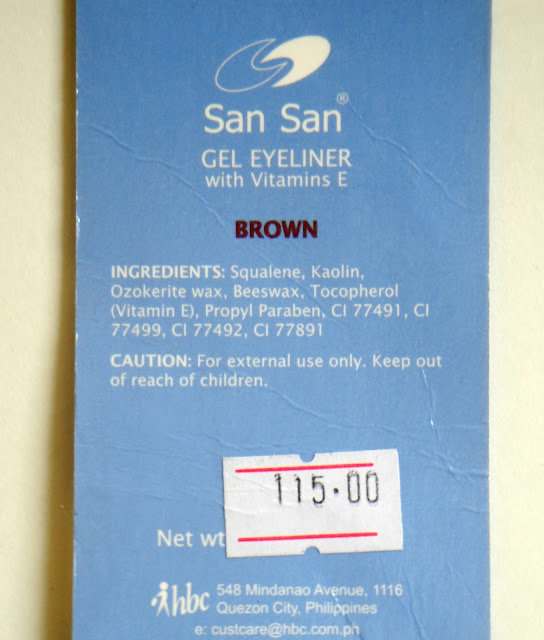 San San®
GEL EYELINER
with Vitamins E
BROWN
INGREDIENTS: Squalene, Kaolin,
Ozokerite wax, Beeswax, Tocopherol
(Vitamin E), Propyl Paraben, CI 77491, CI
77499, CI 77492, CI 77891
CAUTION: For external use only. Keep out
of reach of children.
115.00
Net wt
hbc 548 Mindanao Avenue, 1116
Quezon City, Philippines
e: custcare@hbc.com.ph